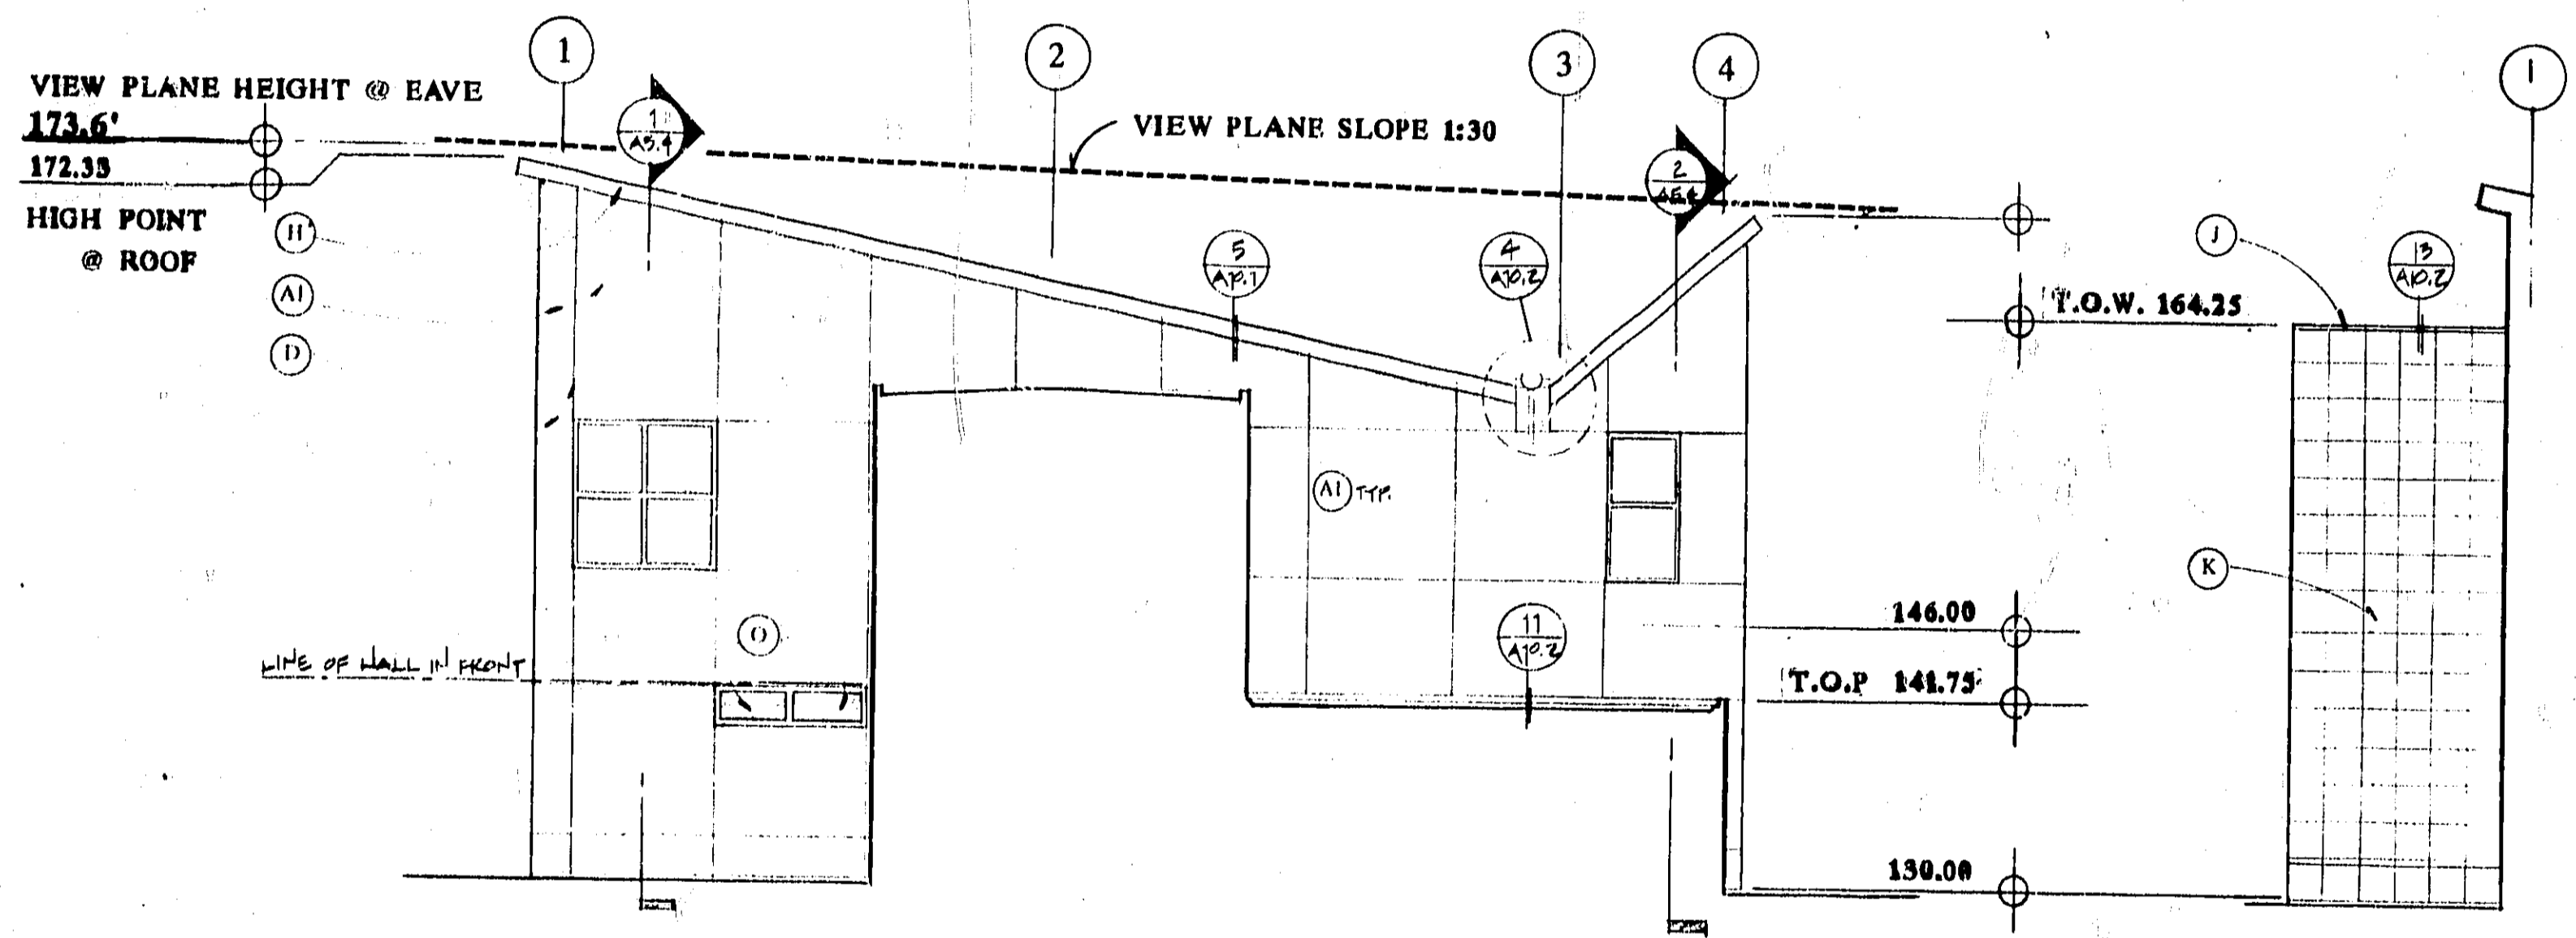 1
2
3
4
1
VIEW PLANE HEIGHT @ EAVE
173.6'
172.33
HIGH POINT
@ ROOF
1
A5.4
VIEW PLANE SLOPE 1:30
2
A5.4
H
A1
D
5
A10.1
4
A10.2
J
13
A10.2
T.O.W. 164.25
A1 TYP.
K
146.00
O
11
A10.2
LINE OF WALL IN FRONT
T.O.P 141.75
130.00